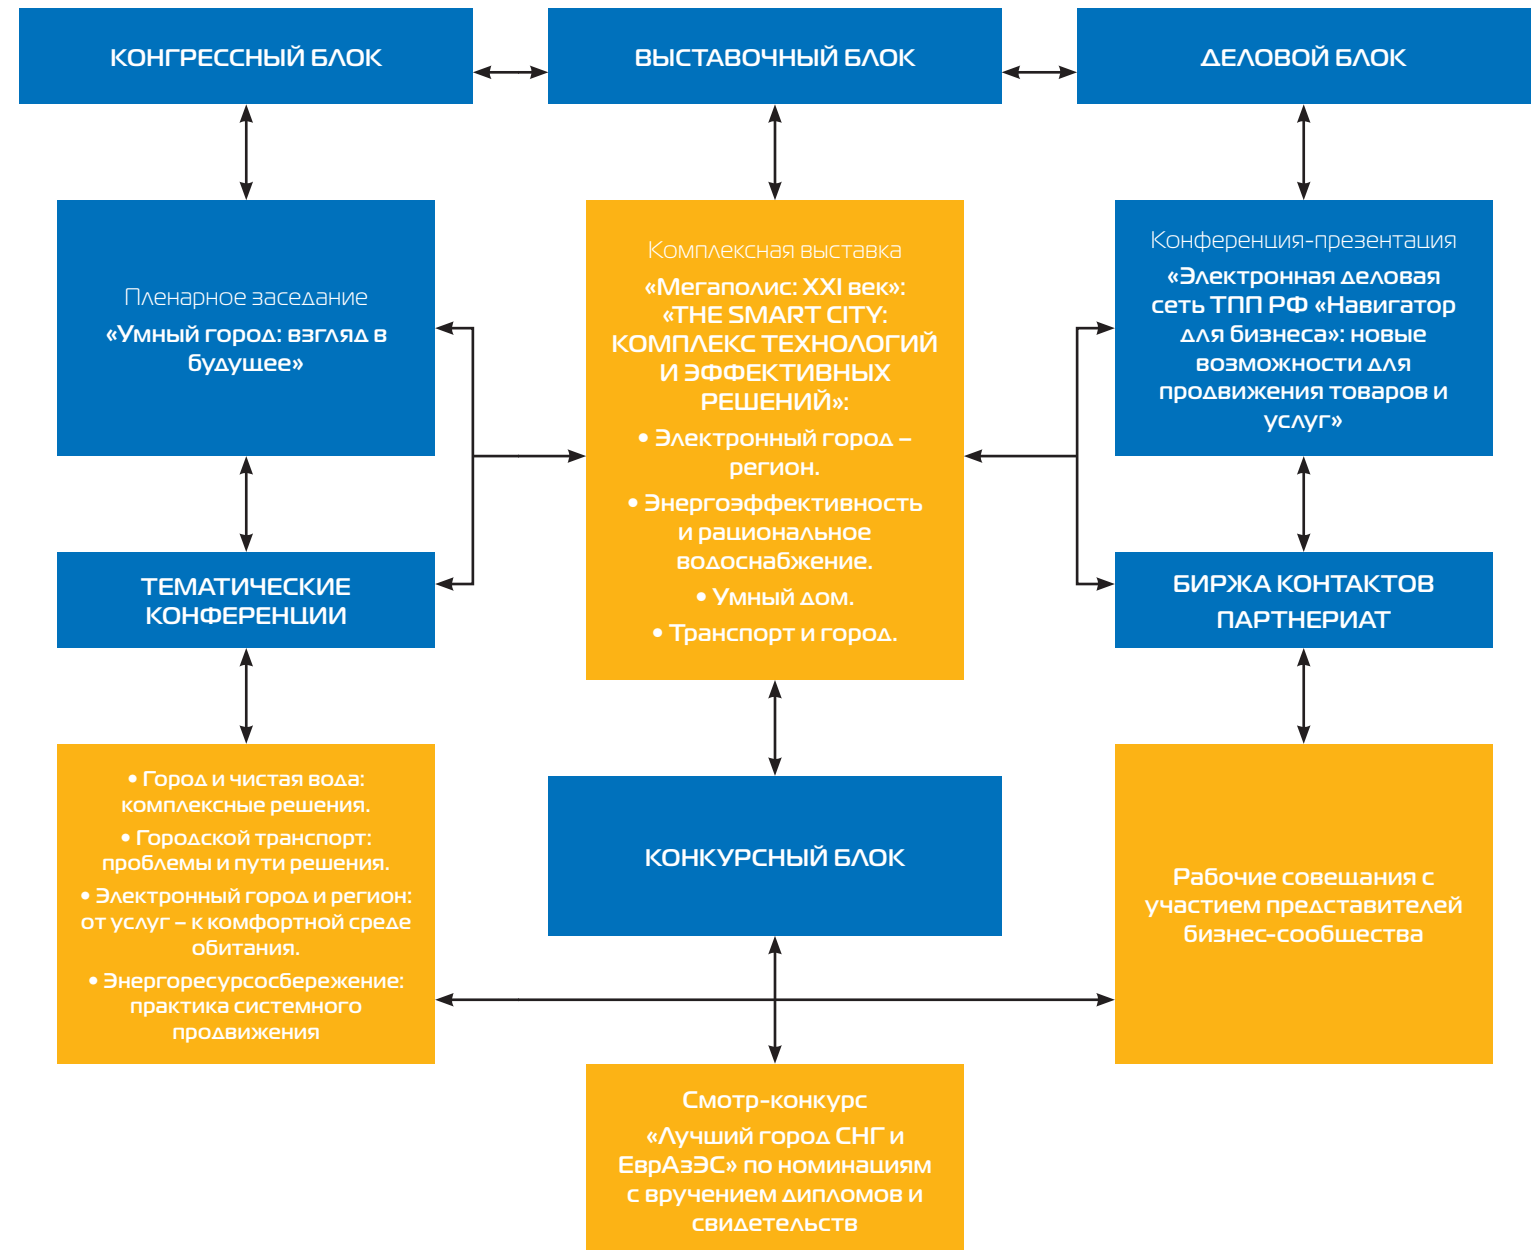 КОНГРЕССНЫЙ БЛОК
ВЫСТАВОЧНЫЙ БЛОК
ДЕЛОВОЙ БЛОК
Пленарное заседание
«Умный город: взгляд в
будущее»
Комплексная выставка
«Мегаполис: XXI век»:
«THE SMART CITY:
КОМПЛЕКС ТЕХНОЛОГИЙ
И ЭФФЕКТИВНЫХ
РЕШЕНИЙ»:
• Электронный город –
регион.
• Энергоэффективность
и рациональное
водоснабжение.
• Умный дом.
• Транспорт и город.
Конференция-презентация
«Электронная деловая
сеть ТПП РФ «Навигатор
для бизнеса»: новые
возможности для
продвижения товаров и
услуг»
ТЕМАТИЧЕСКИЕ
КОНФЕРЕНЦИИ
БИРЖА КОНТАКТОВ
ПАРТНЕРИАТ
• Город и чистая вода:
комплексные решения.
• Городской транспорт:
проблемы и пути решения.
• Электронный город и регион:
от услуг – к комфортной среде
обитания.
• Энергоресурсосбережение:
практика системного
продвижения
КОНКУРСНЫЙ БЛОК
Рабочие совещания с
участием представителей
бизнес-сообщества
Смотр-конкурс
«Лучший город СНГ и
ЕврАзЭС» по номинациям
с вручением дипломов и
свидетельств